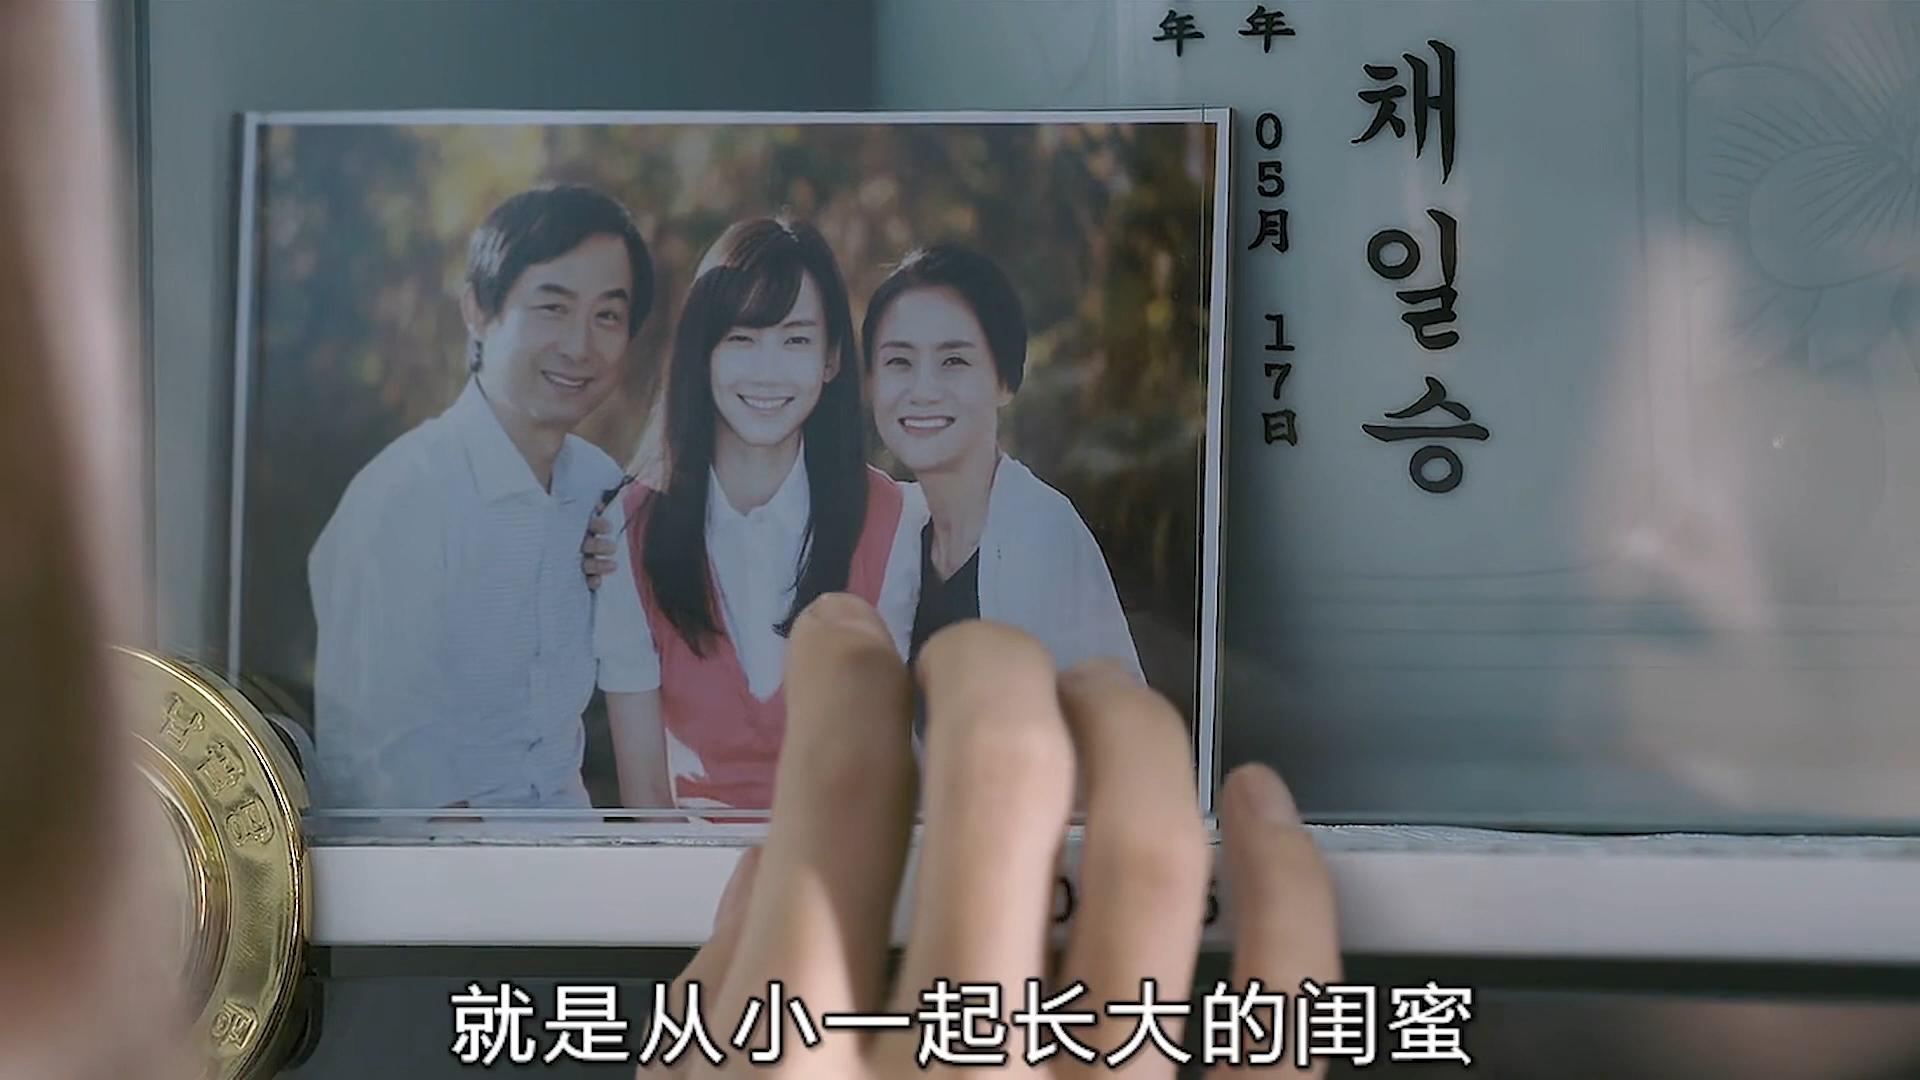 채일승
年 05月 17日
年
就是从小一起长大的闺蜜